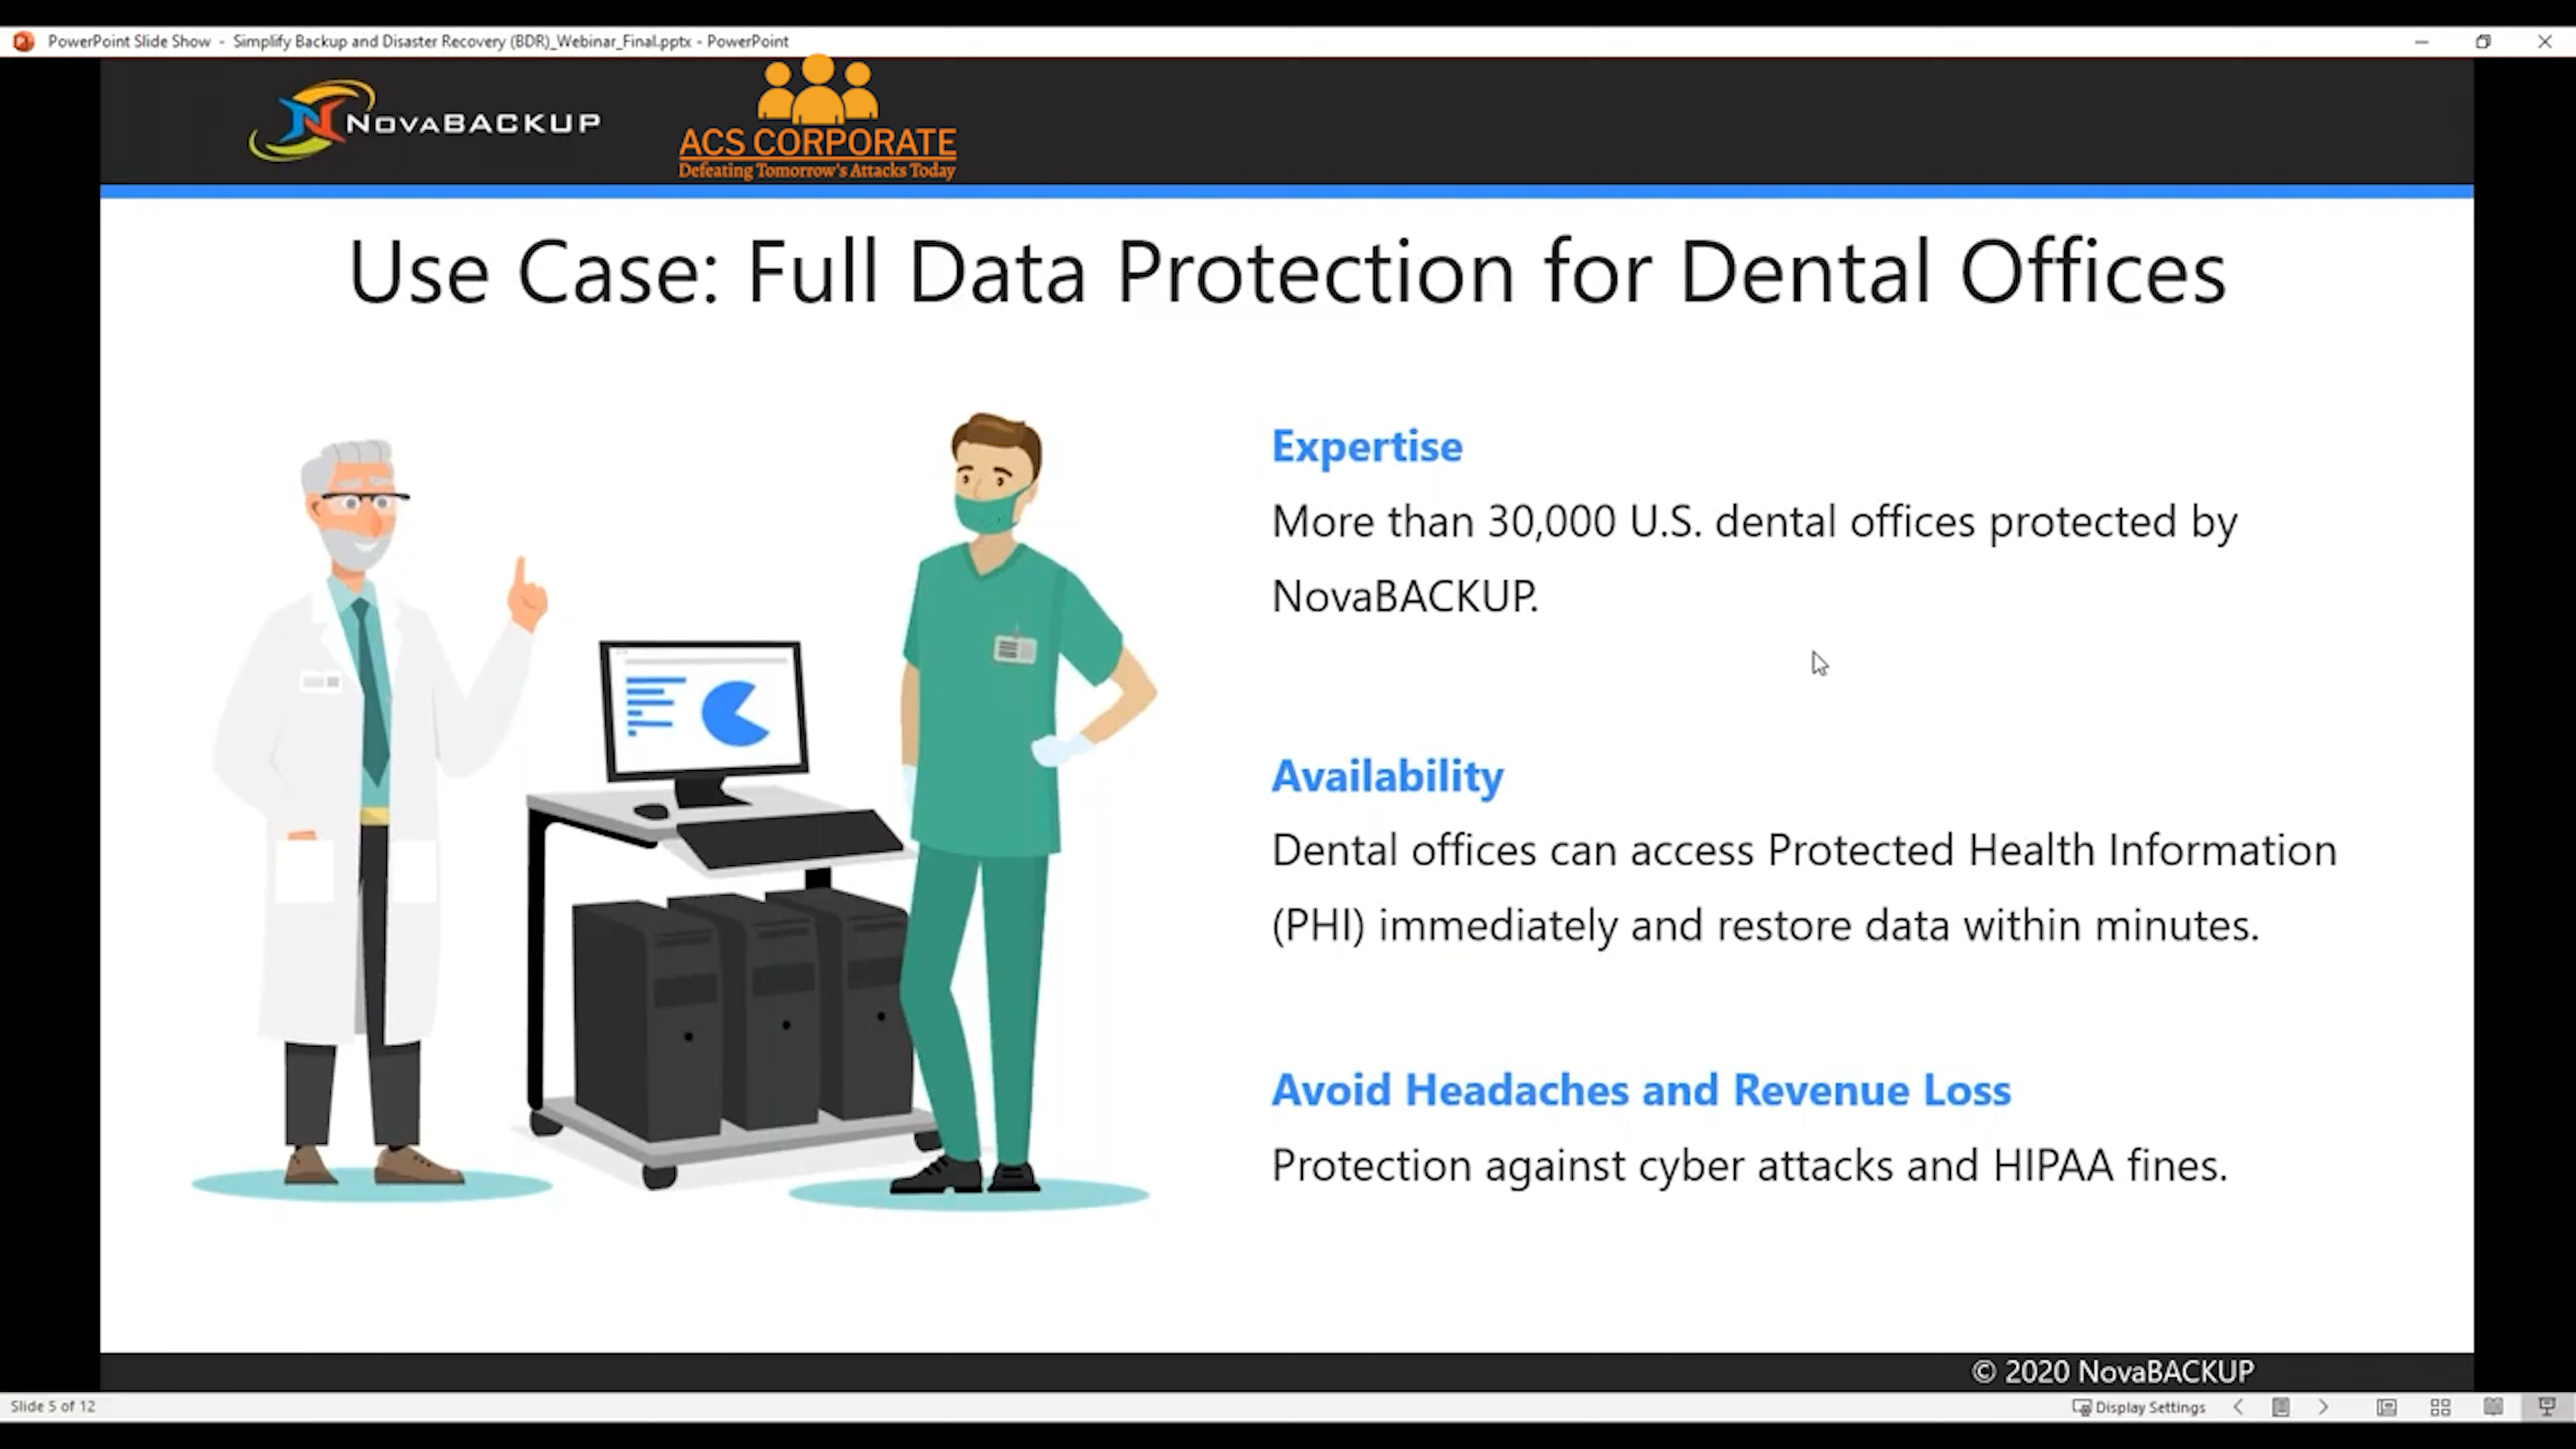 PowerPoint Slide Show - Simplify Backup and Disaster Recovery (BDR)_Webinar_Final.pptx - PowerPoint
NovaBACKUP
ACS CORPORATE
Defeating Tomorrow's Attacks Today
Use Case: Full Data Protection for Dental Offices
Expertise
More than 30,000 U.S. dental offices protected by
NovaBACKUP.
Availability
Dental offices can access Protected Health Information
(PHI) immediately and restore data within minutes.
Avoid Headaches and Revenue Loss
Protection against cyber attacks and HIPAA fines.
© 2020 NovaBACKUP
Slide 5 of 12
Display Settings